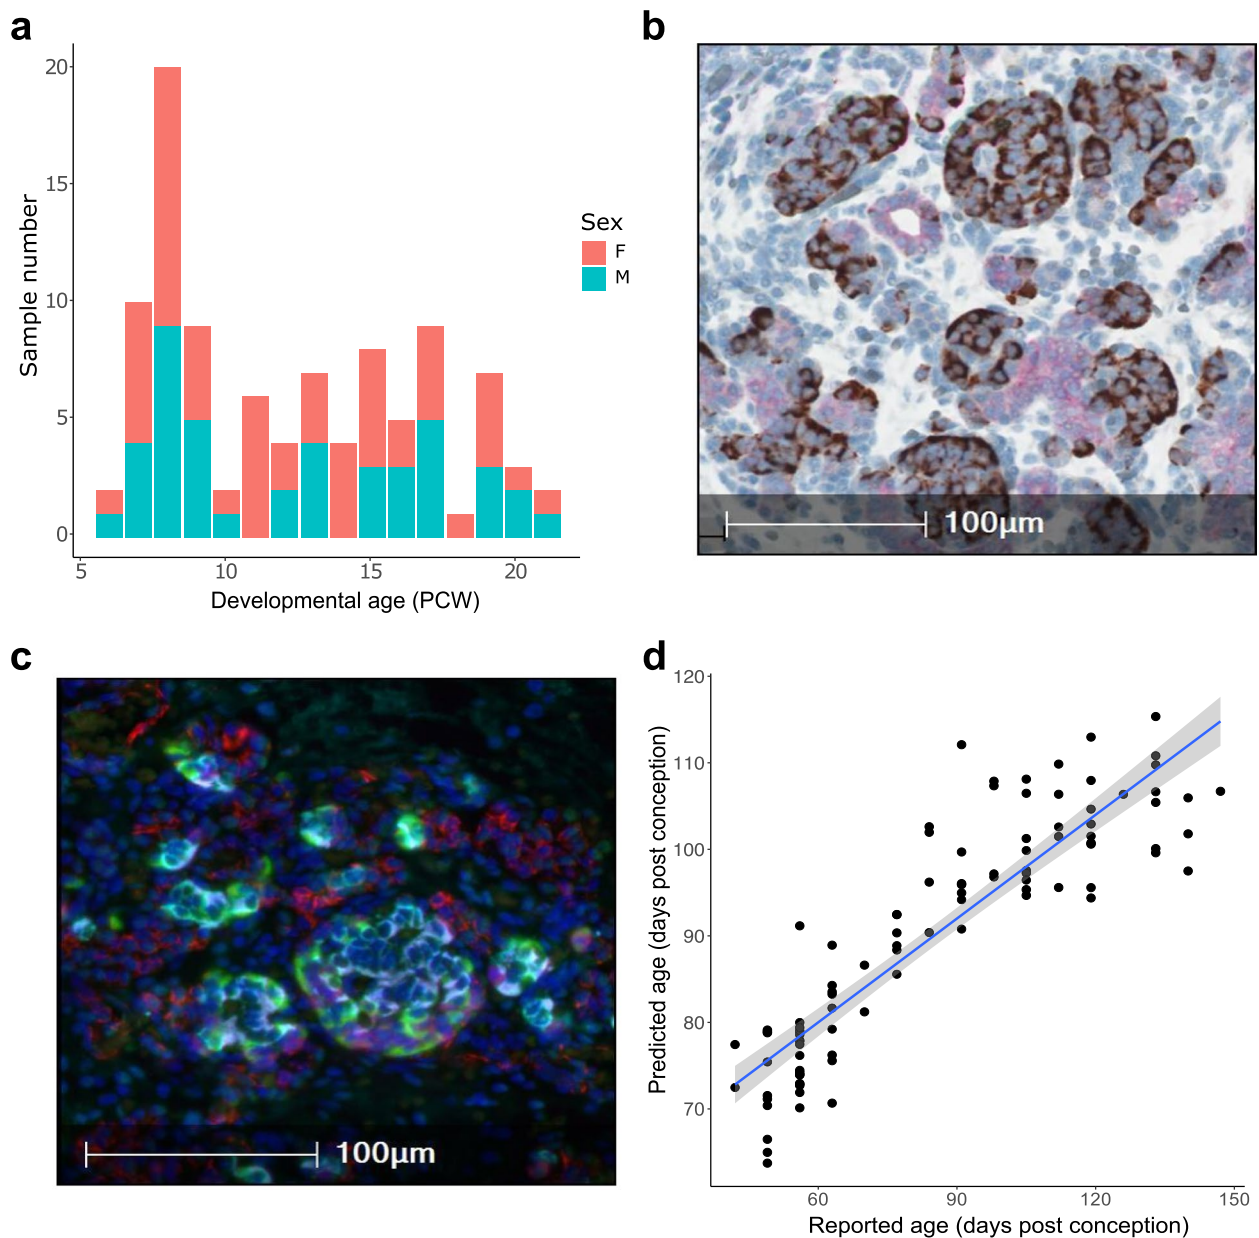 a
20
15
10
5
0
Sample number
5
10
15
20
Developmental age (PCW)
Sex
F
M
b
100µm
c
100µm
d
120
110
100
90
80
70
Predicted age (days post conception)
60
90
120
150
Reported age (days post conception)